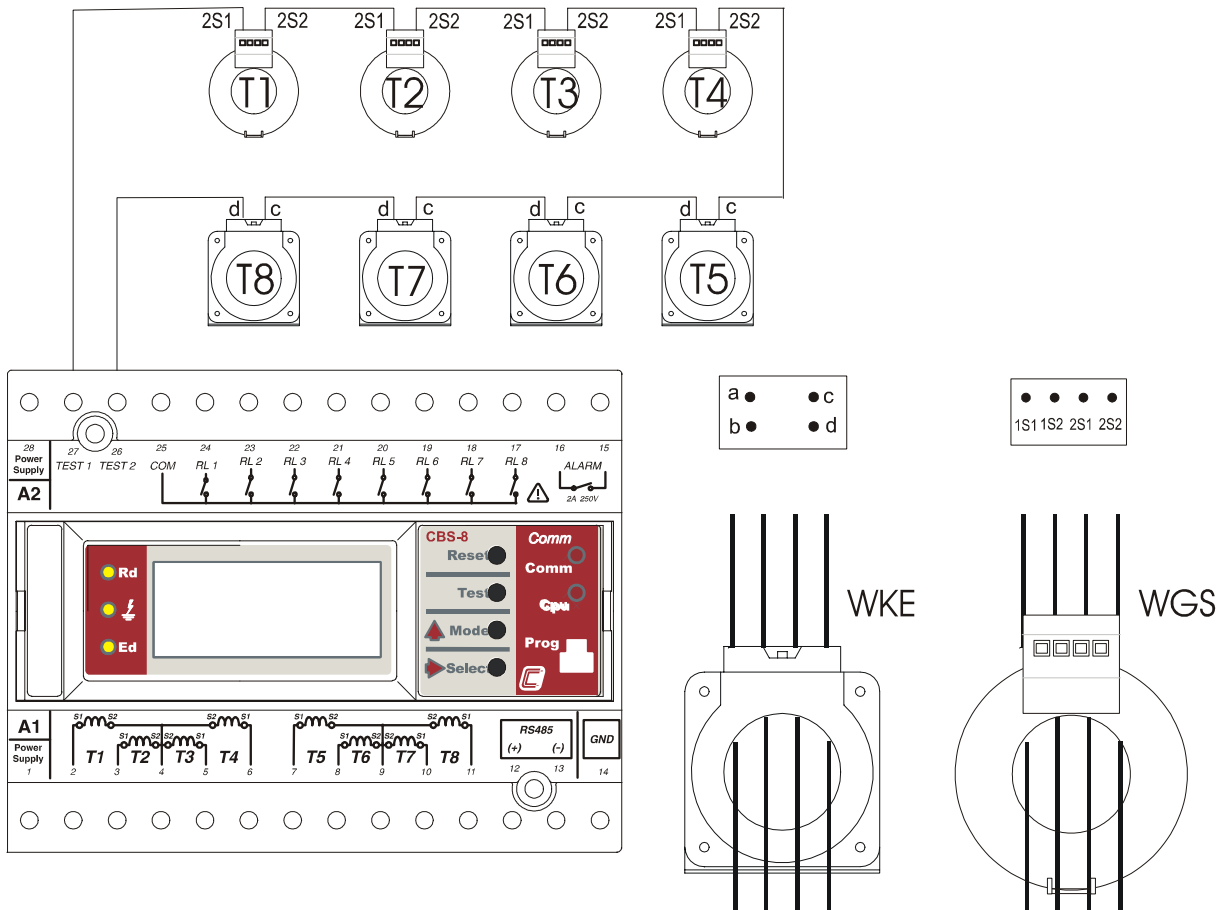 2S1 2S2 2S1 2S2 2S1 2S2 2S1 2S2
T1 T2 T3 T4
d c d c d c d c
T8 T7 T6 T5
28 27 26 25 24 23 22 21 20 19 18 17 16 15
Power Supply TEST 1 TEST 2 COM RL 1 RL 2 RL 3 RL 4 RL 5 RL 6 RL 7 RL 8 ALARM
A2
2A 250V
CBS-8
Reset
Test
Mode
Select
Comm
Comm
Cpu
Prog
C
Rd
Ed
A1
Power Supply
S1 S2 S2 S1 S1 S2 S2 S1
S1 S2 S2 S1 S1 S2 S2 S1
T1 T2 T3 T4 T5 T6 T7 T8
RS485
(+) (-)
GND
1 2 3 4 5 6 7 8 9 10 11 12 13 14
a c
b d
1S1 1S2 2S1 2S2
WKE
WGS